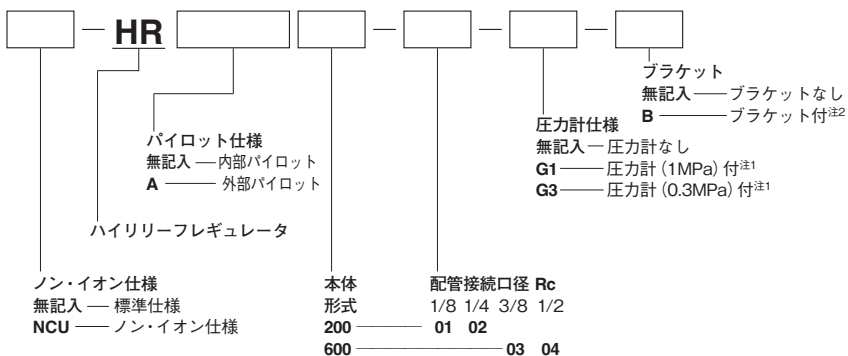 HR
ブラケット
無記入 ブラケットなし
B ブラケット付注2
圧力計仕様
無記入 圧力計なし
G1 圧力計（1MPa）付注1
G3 圧力計（0.3MPa）付注1
パイロット仕様
無記入 内部パイロット
A 外部パイロット
ハイリリーフレギュレータ
ノン・イオン仕様
無記入 標準仕様
NCU ノン・イオン仕様
本体
形式
200
600
配管接続口径 Rc
1/8 1/4 3/8 1/2
01 02
03 04